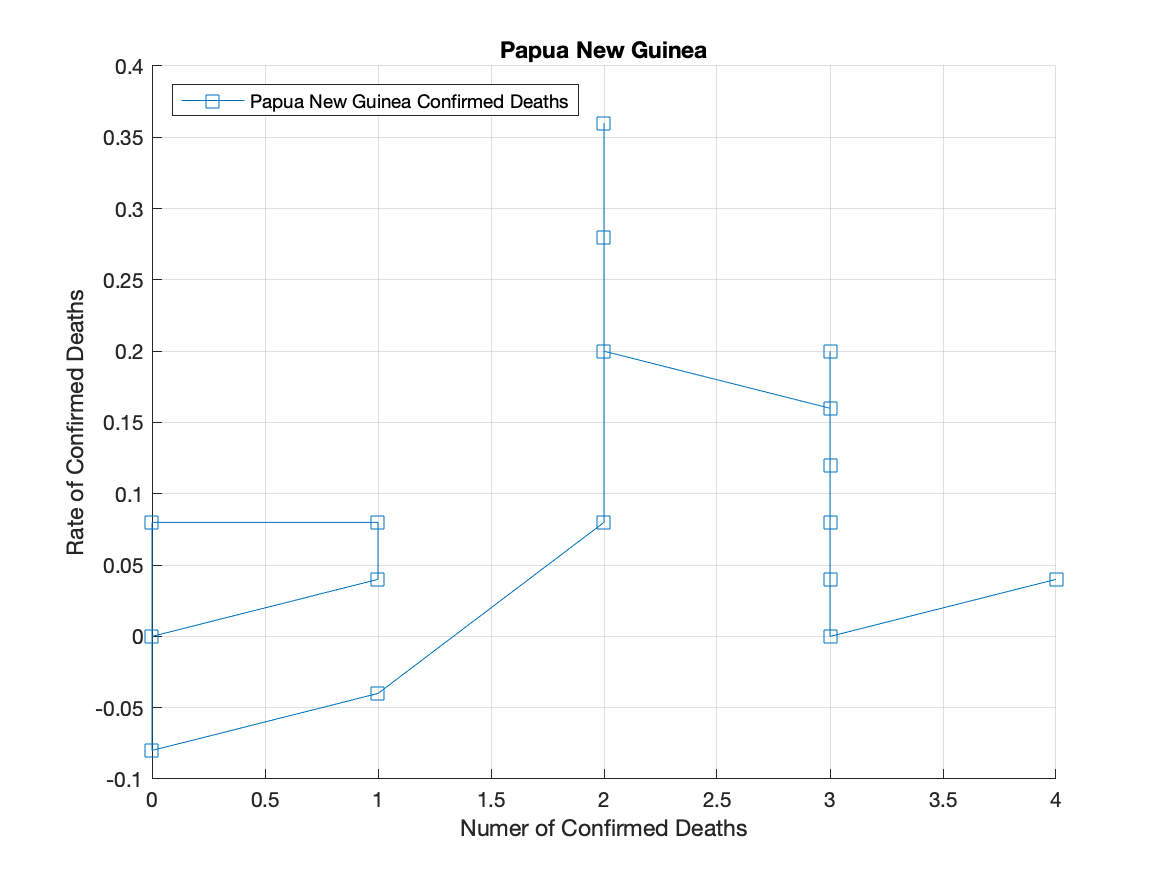 Papua New Guinea
Papua New Guinea Confirmed Deaths
0.4
0.35
0.3
0.25
0.2
0.15
0.1
0.05
0
-0.05
-0.1
Rate of Confirmed Deaths
0 0.5 1 1.5 2 2.5 3 3.5 4
Numer of Confirmed Deaths